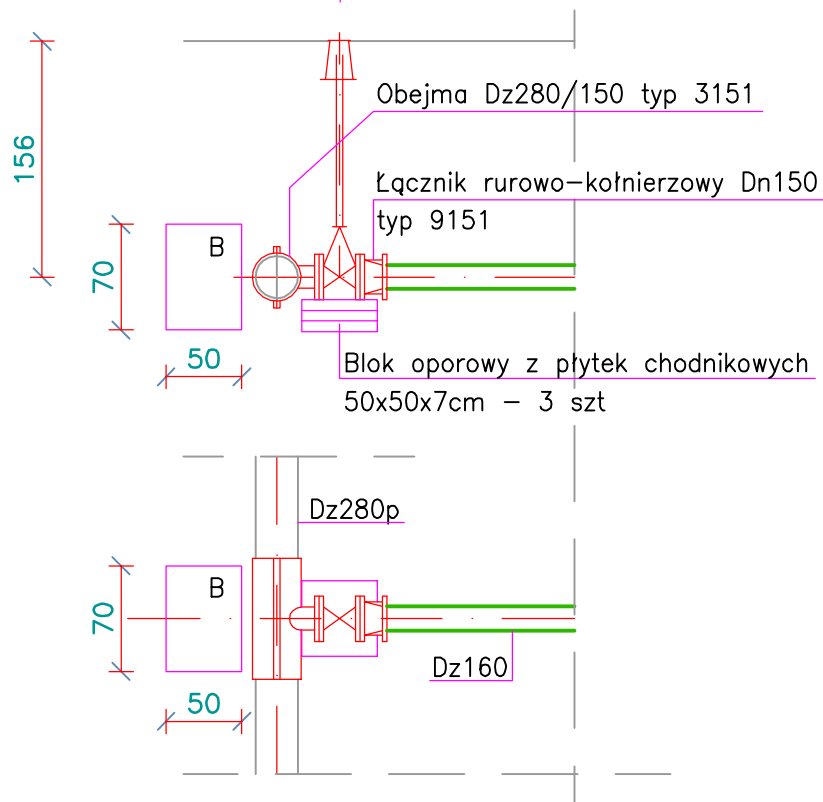 Obejma Dz280/150 typ 3151
156
Łącznik rurowo-kołnierzowy Dn150
typ 9151
B
70
50
Blok oporowy z płytek chodnikowych
50x50x7cm - 3 szt
Dz280p
B
70
Dz160
50